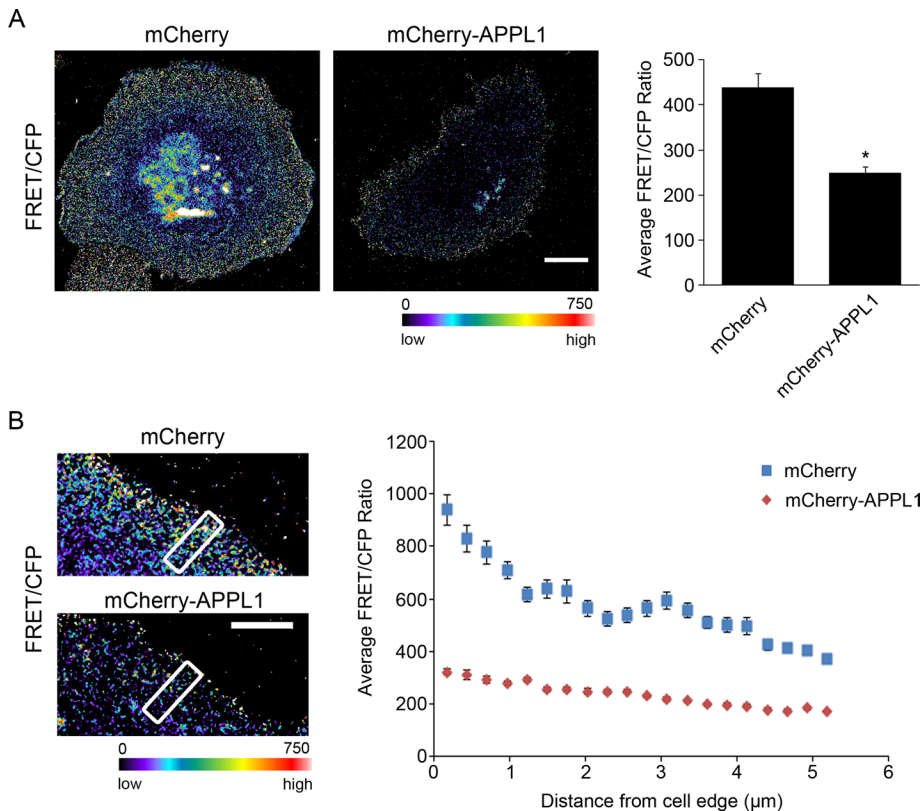 A
mCherry
mCherry-APPL1
FRET/CFP
0 750
low high
Average FRET/CFP Ratio
500
400
300
200
100
0
*
mCherry
mCherry-APPL1
B
mCherry
FRET/CFP
mCherry-APPL1
0 750
low high
Average FRET/CFP Ratio
1200
1000
800
600
400
200
0
mCherry
mCherry-APPL1
0 1 2 3 4 5 6
Distance from cell edge (μm)